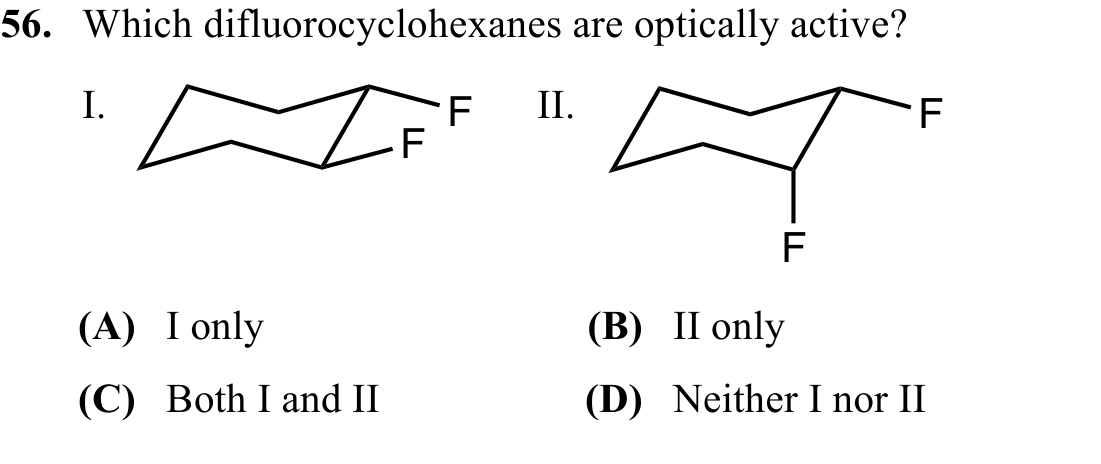 56. Which difluorocyclohexanes are optically active?
I. F II. F
F
F
(A) I only (B) II only
(C) Both I and II (D) Neither I nor II